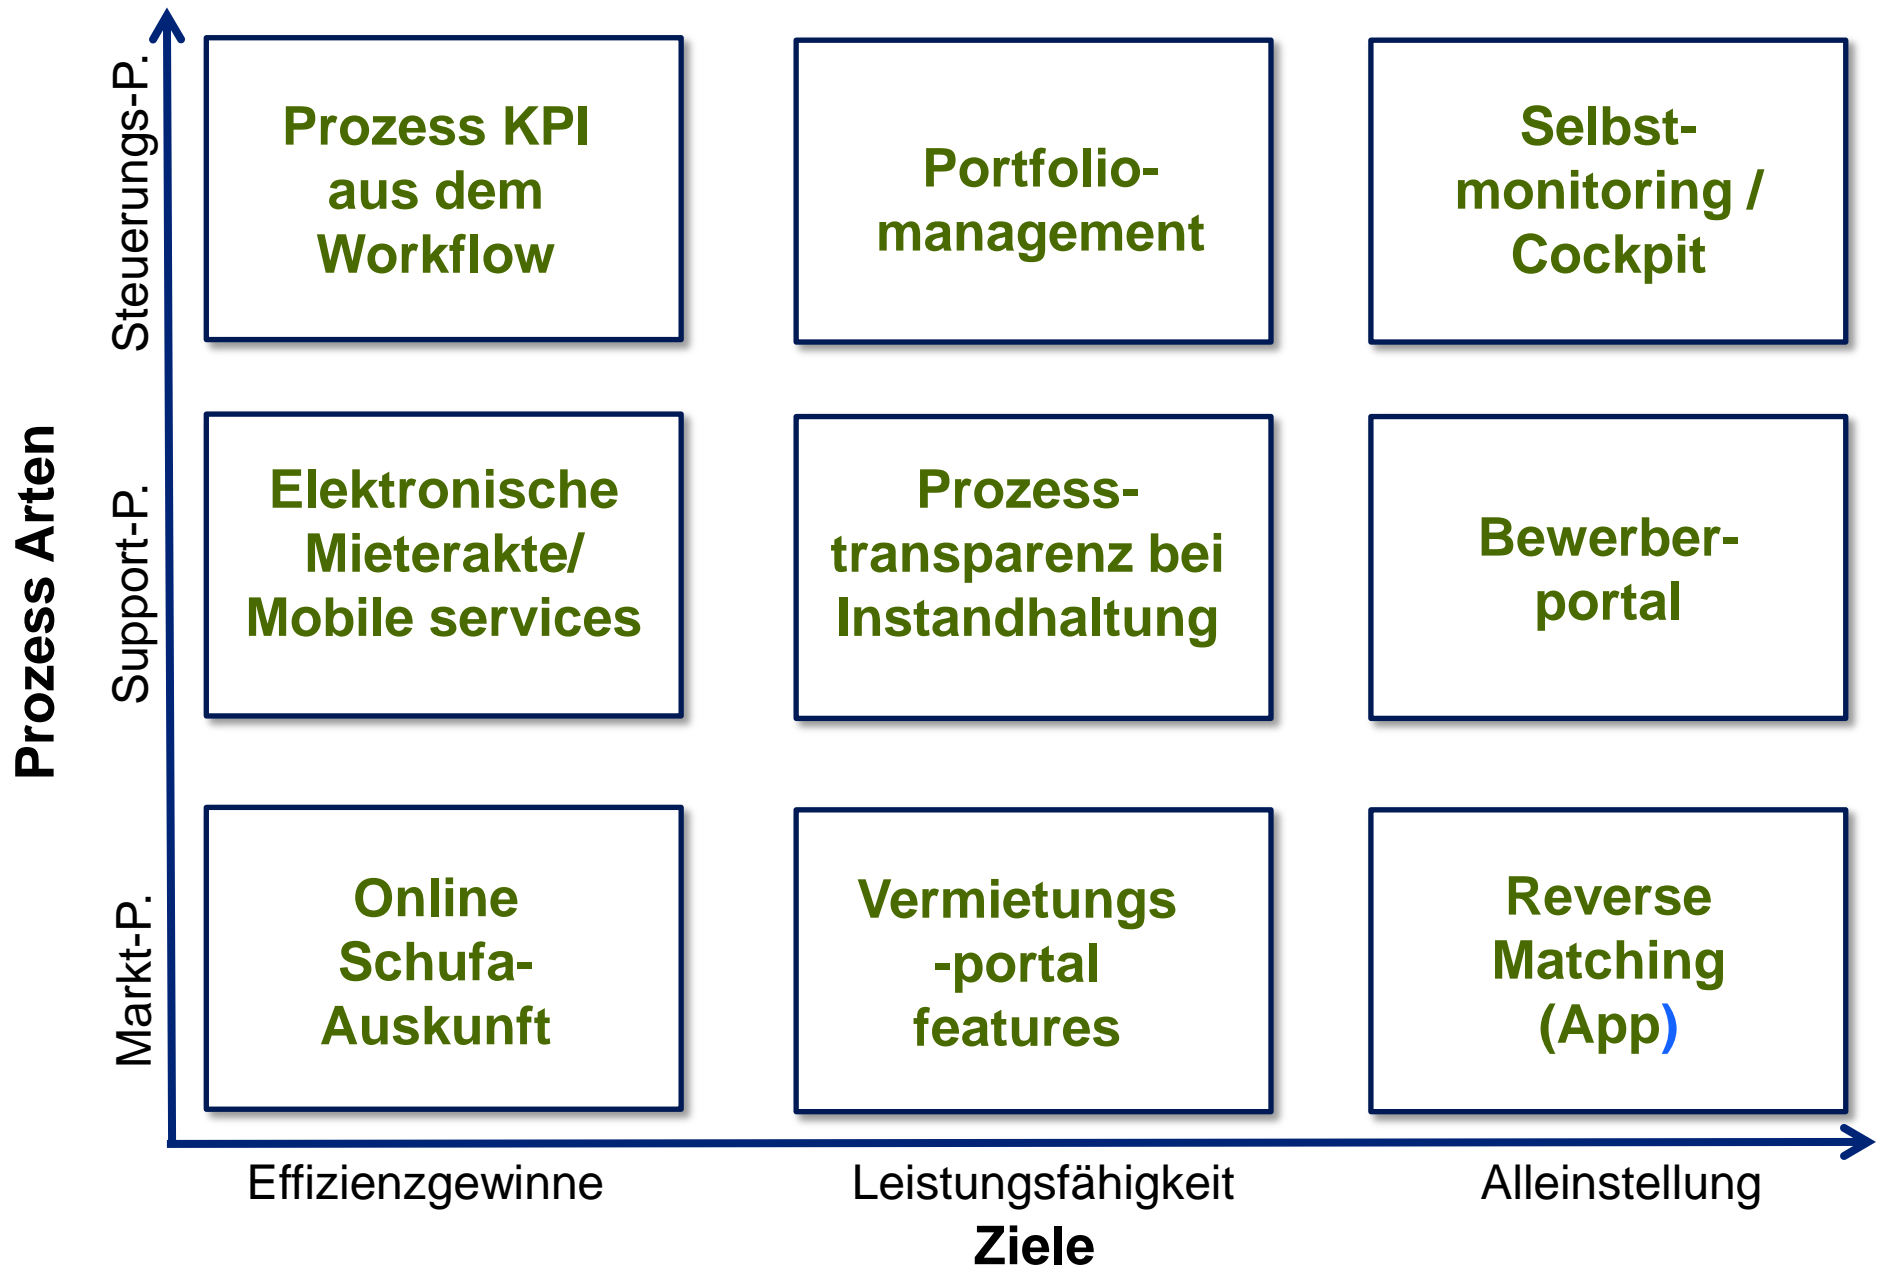 Prozess Arten
Steuerungs-P.
Prozess KPI
aus dem
Workflow
Portfolio-
management
Selbst-
monitoring /
Cockpit
Support-P.
Elektronische
Mieterakte/
Mobile services
Prozess-
transparenz bei
Instandhaltung
Bewerber-
portal
Markt-P.
Online
Schufa-
Auskunft
Vermietungs
-portal
features
Reverse
Matching
(App)
Effizienzgewinne
Leistungsfähigkeit
Alleinstellung
Ziele